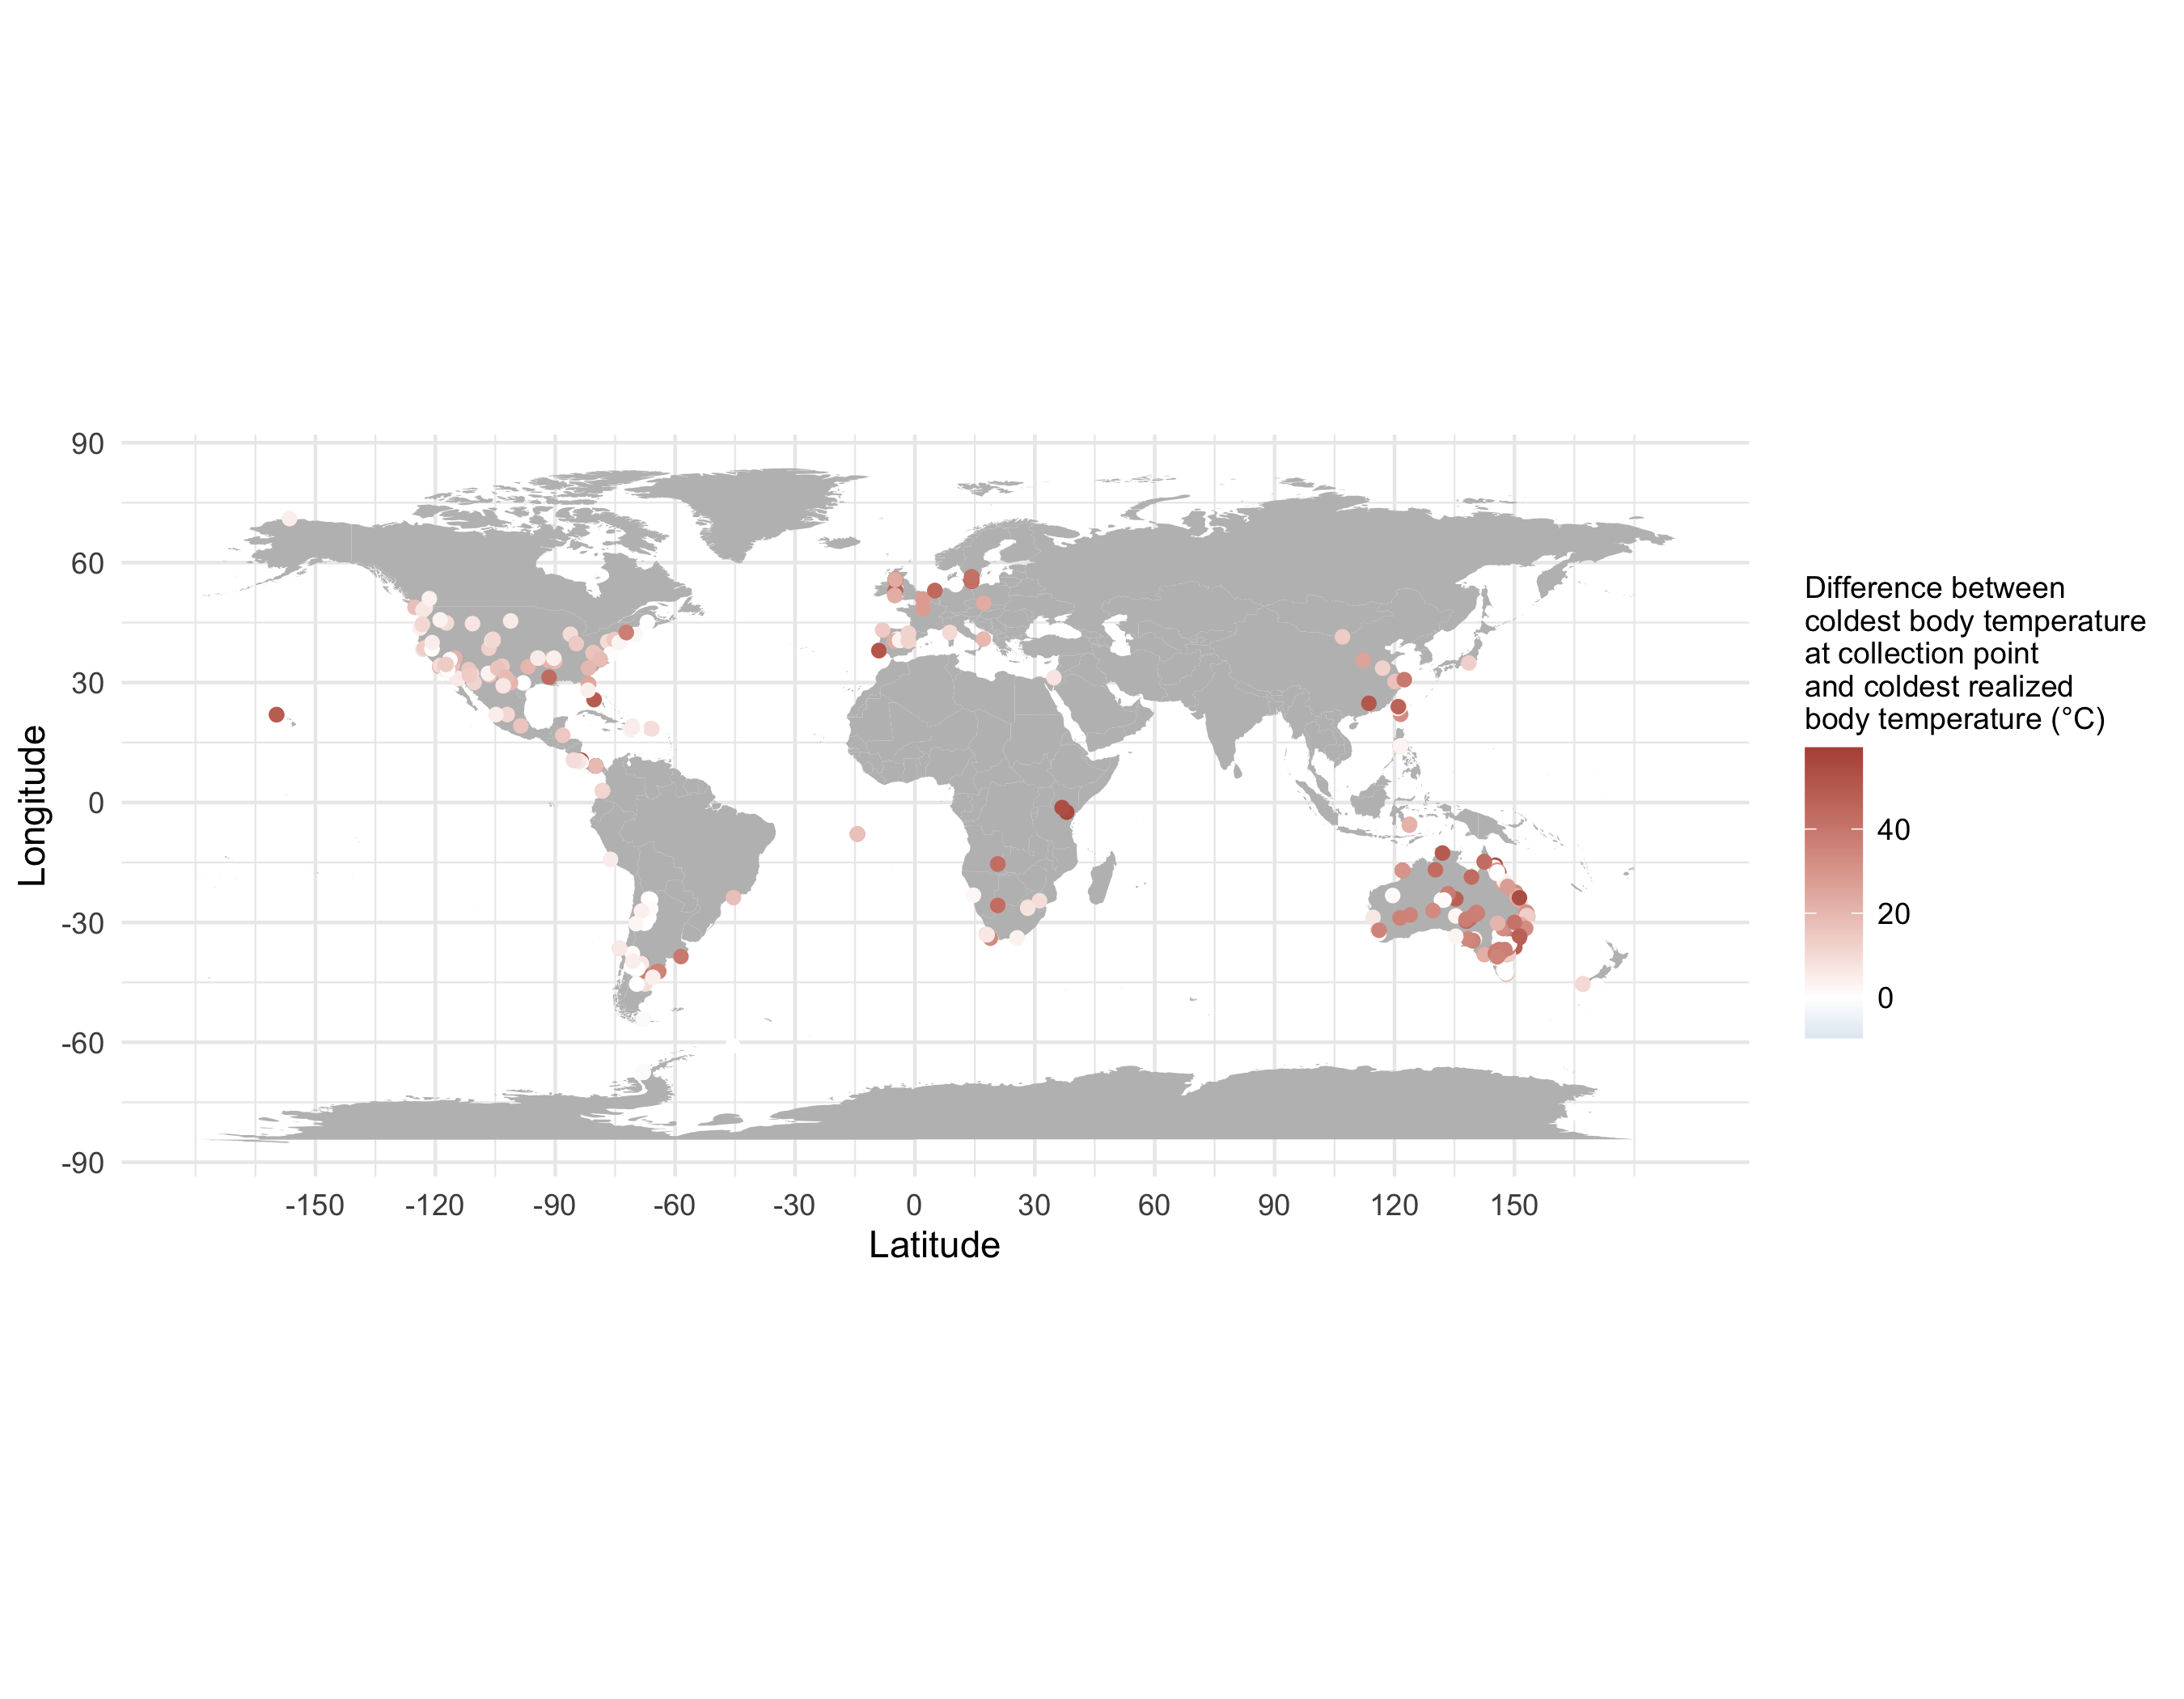 90
60
30
0
-30
-60
-90
Longitude
-150 -120 -90 -60 -30 0 30 60 90 120 150
Latitude
Difference between
coldest body temperature
at collection point
and coldest realized
body temperature (°C)
40
20
0